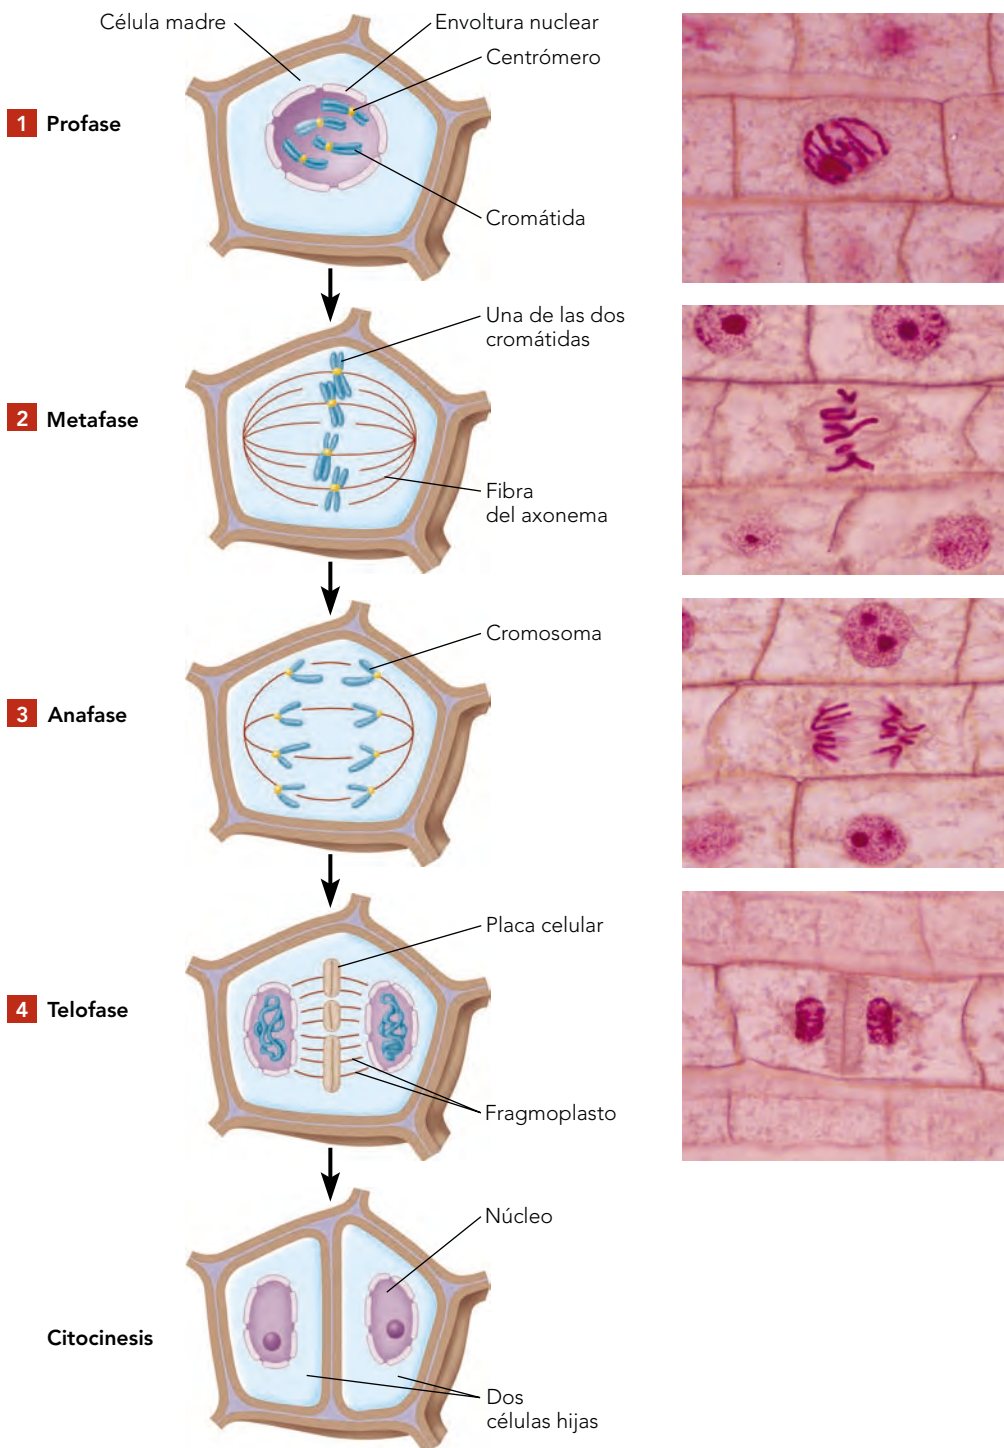 Célula madre
Envoltura nuclear
Centrómero
1 Profase
Cromátida
Una de las dos
cromátidas
2 Metafase
Fibra
del axonema
Cromosoma
3 Anafase
Placa celular
4 Telofase
Fragmoplasto
Núcleo
Citocinesis
Dos
células hijas